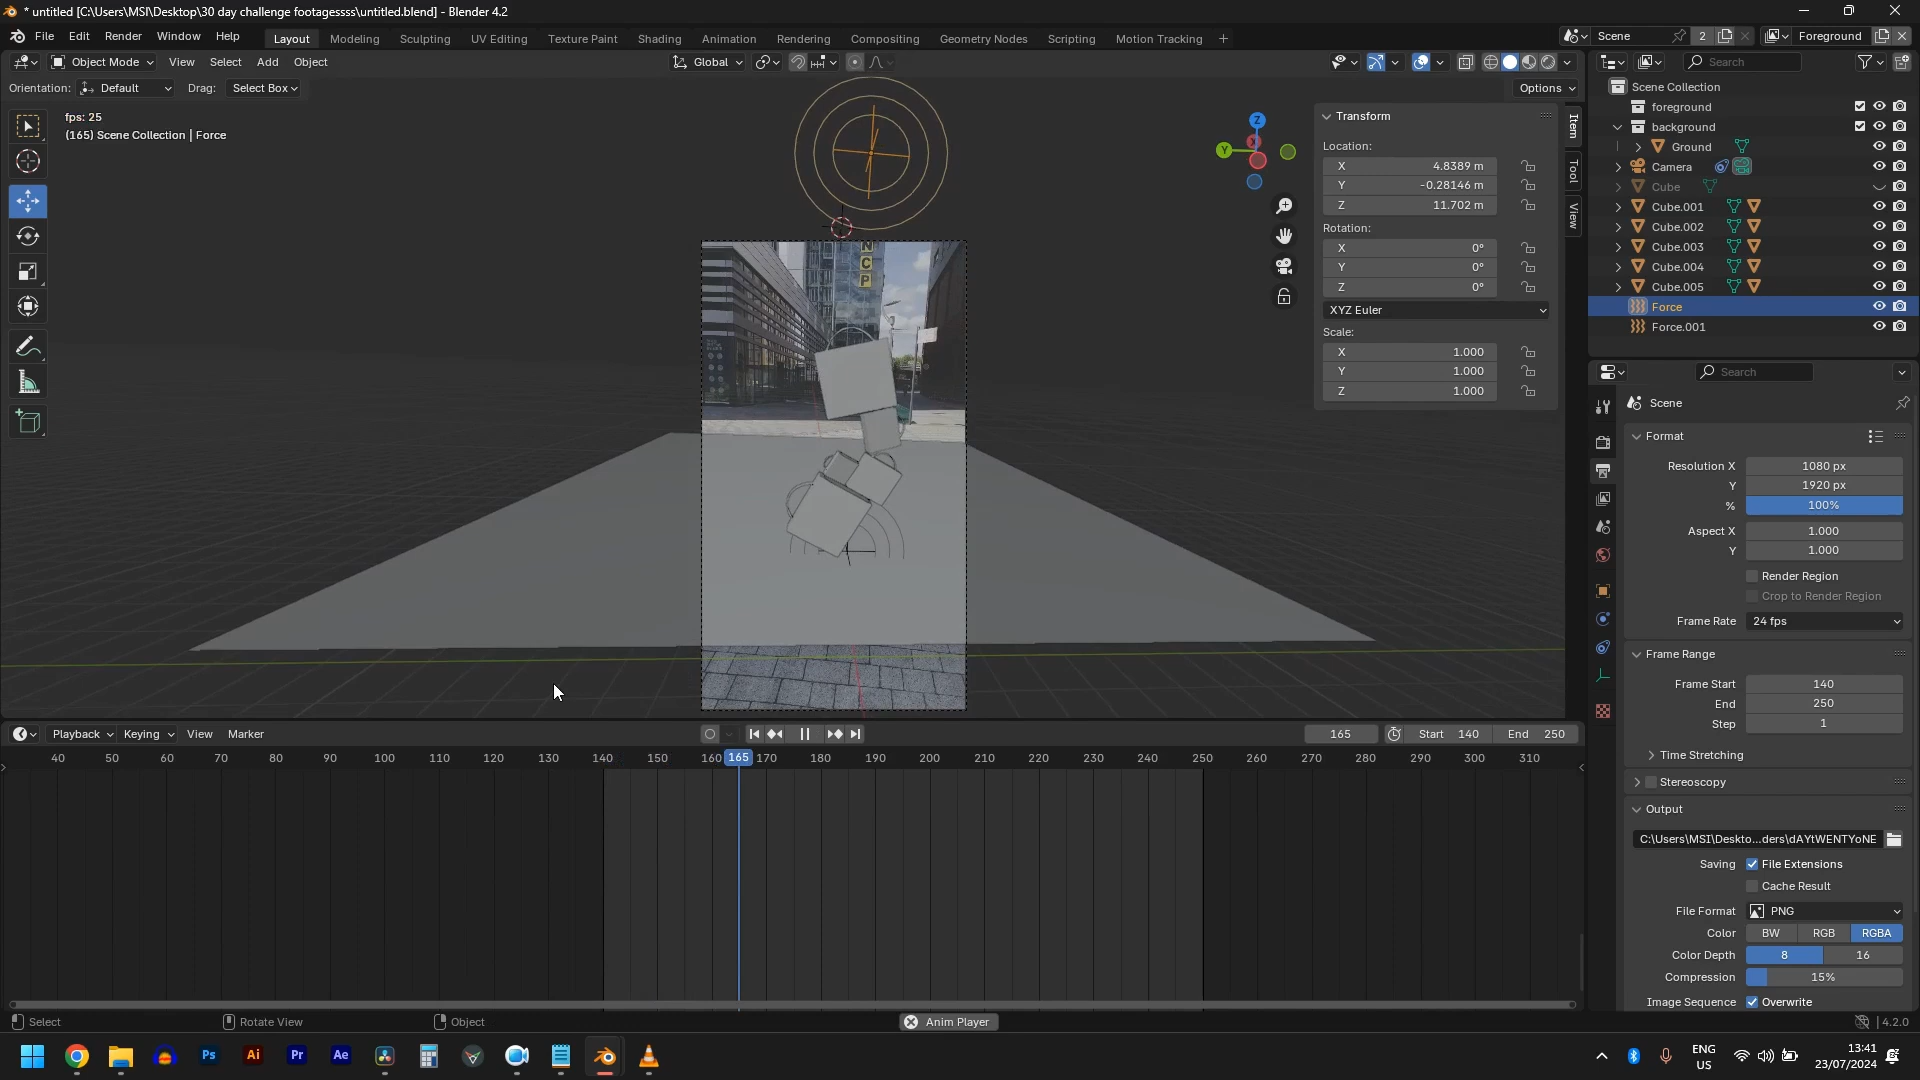 * untitled [C:\Users\MSI\Desktop\30 day challenge footagessss\untitled.blend] - Blender 4.2
File Edit Render Window Help
Layout Modeling Sculpting UV Editing Texture Paint Shading Animation Rendering Compositing Geometry Nodes Scripting Motion Tracking +
Scene 2 Foreground
Object Mode View Select Add Object Global
Search
Orientation: Default Drag: Select Box Options
fps: 25
(165) Scene Collection | Force
Z
Y
X
Item
Tool
View
Transform
Location:
X 4.8389 m
Y -0.28146 m
Z 11.702 m
Rotation:
X 0°
Y 0°
Z 0°
XYZ Euler
Scale:
X 1.000
Y 1.000
Z 1.000
NCP
Scene Collection
foreground
background
Ground
Camera
Cube
Cube.001
Cube.002
Cube.003
Cube.004
Cube.005
Force
Force.001
Search
Scene
Format
Resolution X 1080 px
Y 1920 px
% 100%
Aspect X 1.000
Y 1.000
Render Region
Crop to Render Region
Frame Rate 24 fps
Frame Range
Frame Start 140
End 250
Step 1
Time Stretching
Stereoscopy
Output
C:\Users\MSI\Deskto...ders\dAYtWENTYoNE
Saving File Extensions
Cache Result
File Format PNG
Color BW RGB RGBA
Color Depth 8 16
Compression 15%
Image Sequence Overwrite
Playback Keying View Marker 165 Start 140 End 250
40 50 60 70 80 90 100 110 120 130 140 150 160 165 170 180 190 200 210 220 230 240 250 260 270 280 290 300 310
Select Rotate View Object Anim Player 4.2.0
Ps Ai Pr Ae
ENG
US
13:41
23/07/2024